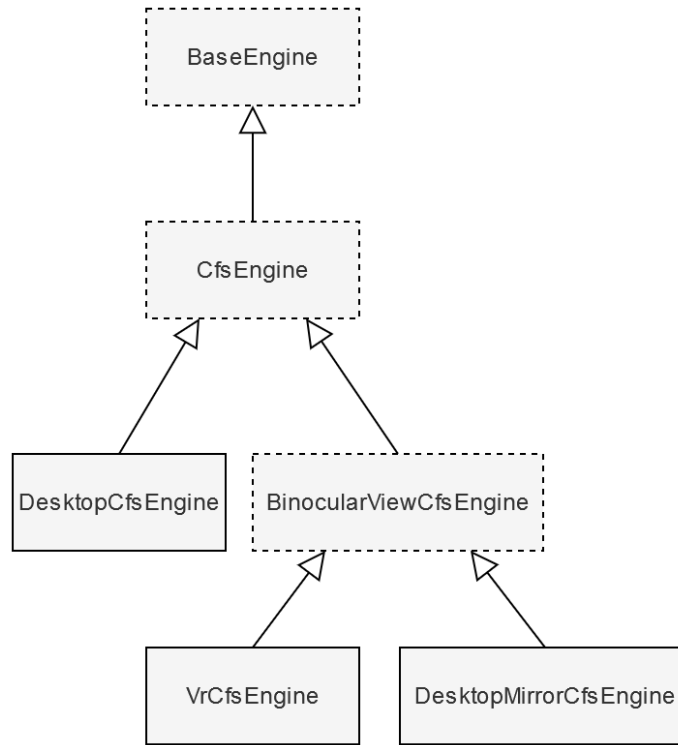 BaseEngine
CfsEngine
DesktopCfsEngine
BinocularViewCfsEngine
VrCfsEngine
DesktopMirrorCfsEngine